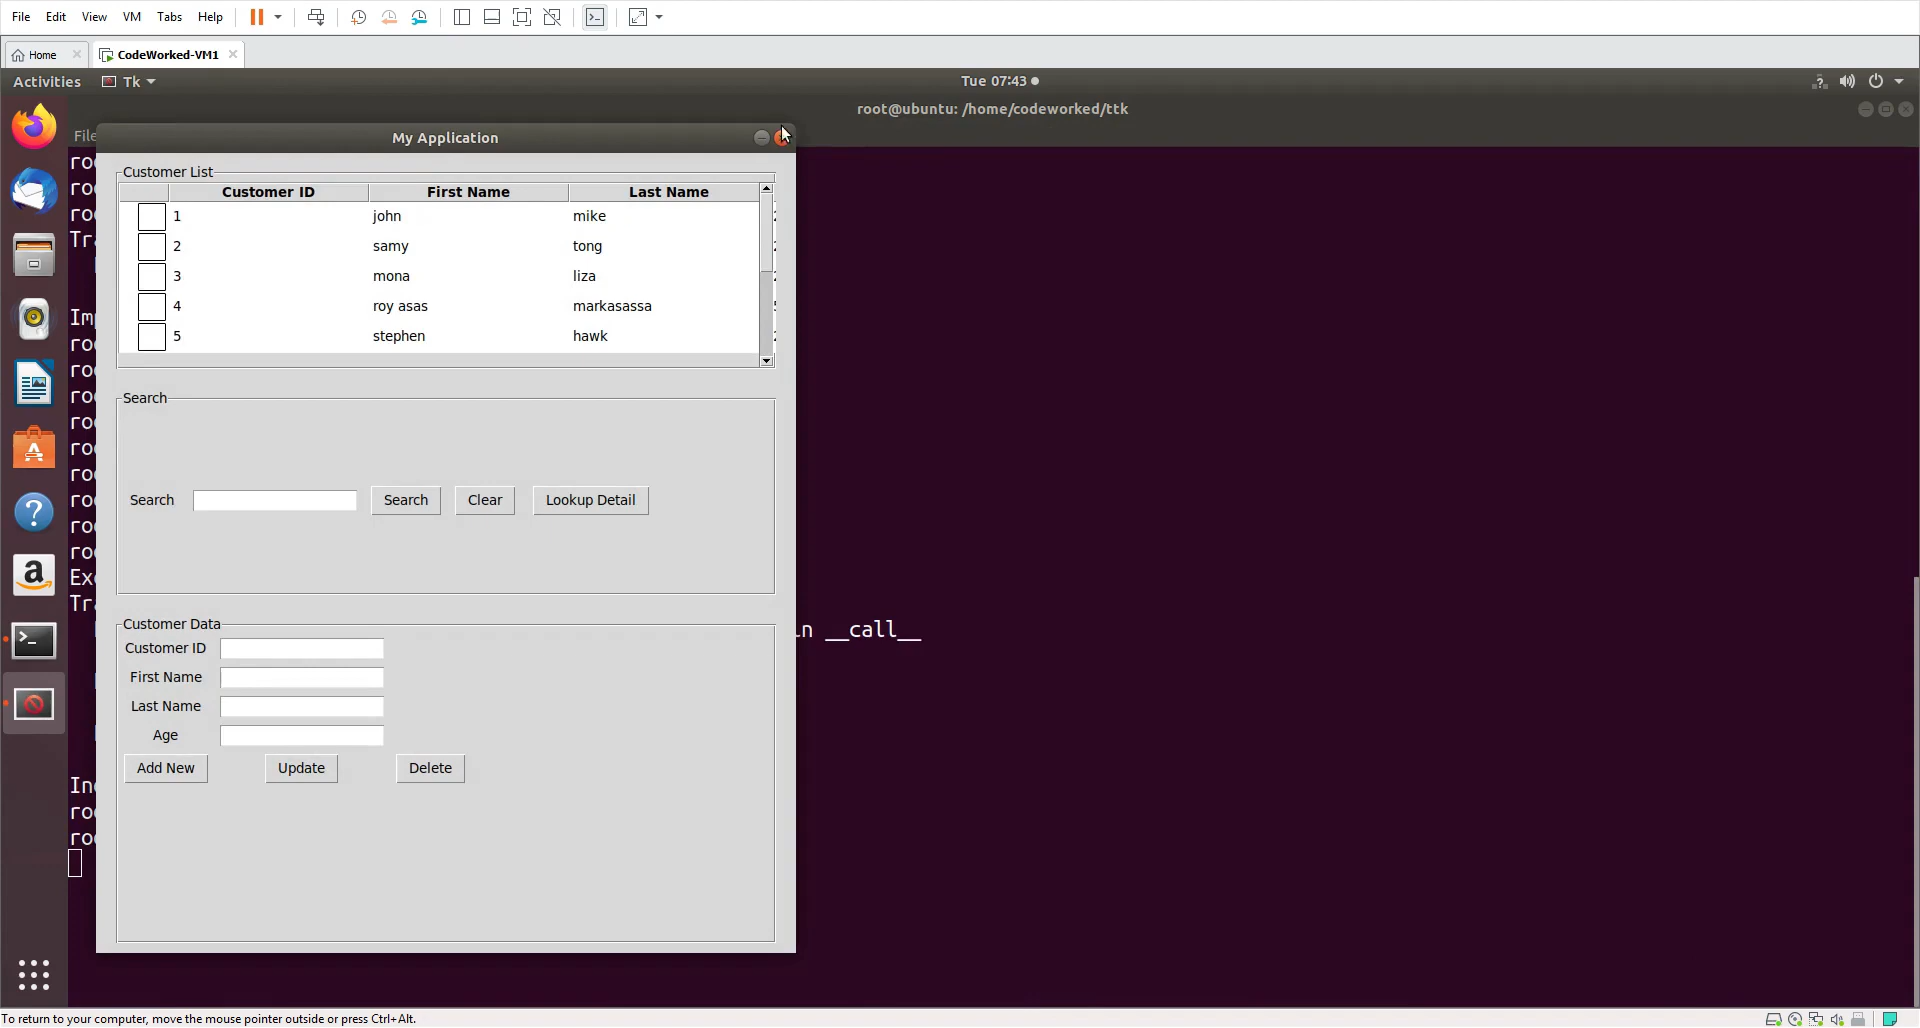 File Edit View VM Tabs Help
Home CodeWorked-VM1
Activities Tk Tue 07:43
root@ubuntu: /home/codeworked/ttk
File
My Application
Customer List
Customer ID First Name Last Name
1 john mike
2 samy tong
3 mona liza
4 roy asas markasassa
5 stephen hawk
Search
Search Search Clear Lookup Detail
Customer Data
in __call__
Customer ID
First Name
Last Name
Age
Add New Update Delete
To return to your computer, move the mouse pointer outside or press Ctrl+Alt.